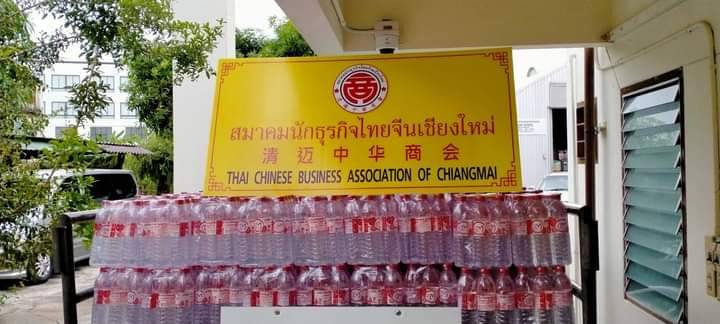 商
สมาคมนักธุรกิจไทยจีนเชียงใหม่
清迈中华商会
THAI CHINESE BUSINESS ASSOCIATION OF CHIANGMAI